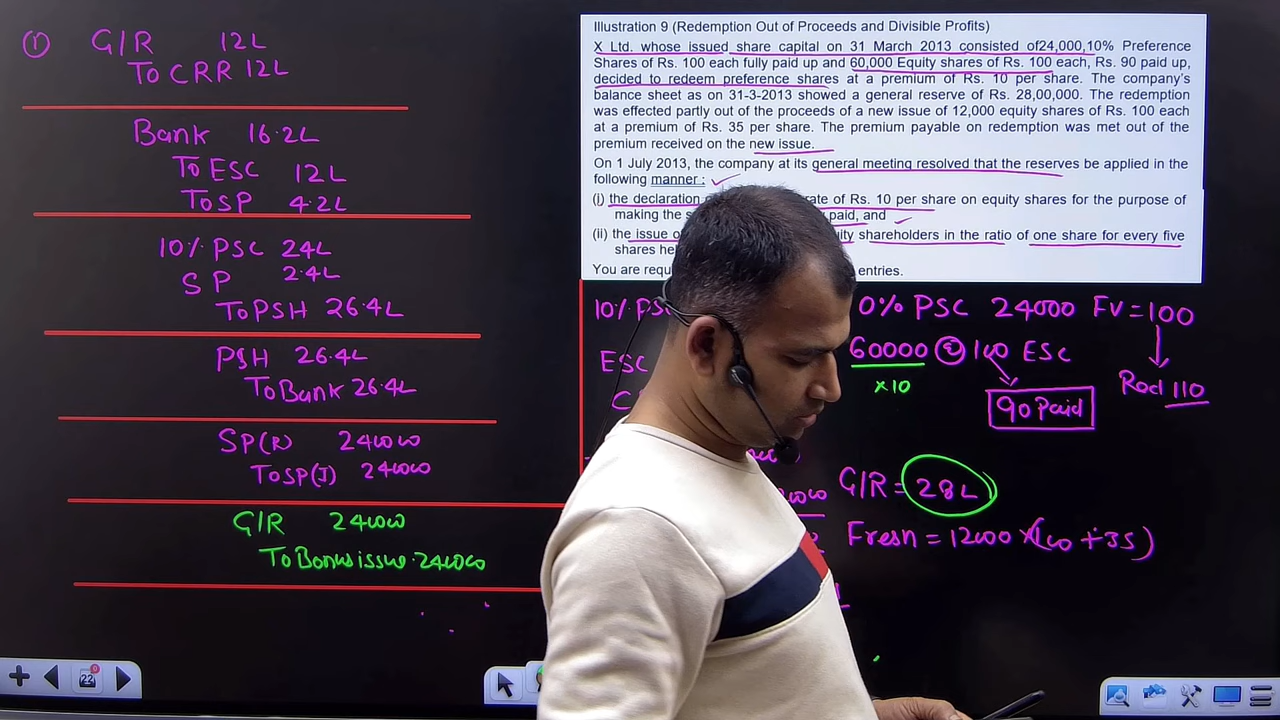 ① G/R 12L
To CRR 12L
Bank 16.2L
To ESC 12L
To SP 4.2L
10% PSC 24L
SP 2.4L
To PSH 26.4L
PSH 26.4L
To Bank 26.4L
SP(R)
To SP(J)
G/R
To Bonus issue
Illustration 9 (Redemption Out of Proceeds and Divisible Profits)
X Ltd. whose issued share capital on 31 March 2013 consisted of24,000,10% Preference
Shares of Rs. 100 each fully paid up and 60,000 Equity shares of Rs. 100 each, Rs. 90 paid up,
decided to redeem preference shares at a premium of Rs. 10 per share. The company's
balance sheet as on 31-3-2013 showed a general reserve of Rs. 28,00,000. The redemption
was effected partly out of the proceeds of a new issue of 12,000 equity shares of Rs. 100 each
at a premium of Rs. 35 per share. The premium payable on redemption was met out of the
premium received on the new issue.
On 1 July 2013, the company at its general meeting resolved that the reserves be applied in the
following manner :
(i) the declaration rate of Rs. 10 per share on equity shares for the purpose of
making the paid, and
(ii) the issue shareholders in the ratio of one share for every five
shares
You are entries.
10% 0% PSC 24000 FV=100
ESC 60000 @ 100 ESC
×10
Red 110
90 Paid
G/R = 28L
Fresh = 12000 × (100 + 35)
22